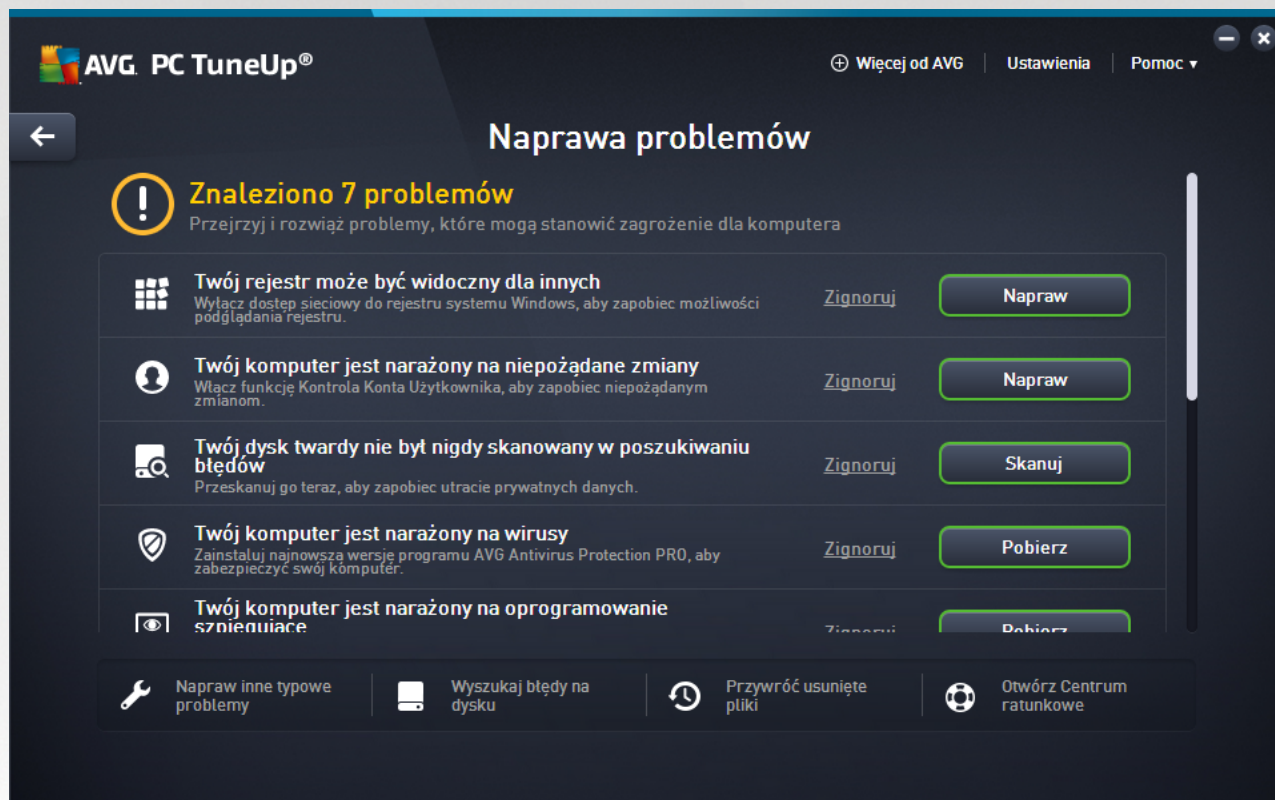 AVG. PC TuneUp®
Więcej od AVG
Ustawienia
Pomoc
Naprawa problemów
Znaleziono 7 problemów
Przejrzyj i rozwiąż problemy, które mogą stanowić zagrożenie dla komputera
Twój rejestr może być widoczny dla innych
Wyłącz dostęp sieciowy do rejestru systemu Windows, aby zapobiec możliwości
podglądania rejestru.
Zignoruj
Napraw
Twój komputer jest narażony na niepożądane zmiany
Włącz funkcję Kontrola Konta Użytkownika, aby zapobiec niepożądanym
zmianom.
Zignoruj
Napraw
Twój dysk twardy nie był nigdy skanowany w poszukiwaniu
błędów
Przeskanuj go teraz, aby zapobiec utracie prywatnych danych.
Zignoruj
Skanuj
Twój komputer jest narażony na wirusy
Zainstaluj najnowszą wersję programu AVG Antivirus Protection PRO, aby
zabezpieczyć swój komputer.
Zignoruj
Pobierz
Twój komputer jest narażony na oprogramowanie
szpiegujące
Zignoruj
Pobierz
Napraw inne typowe
problemy
Wyszukaj błędy na
dysku
Przywróć usunięte
pliki
Otwórz Centrum
ratunkowe